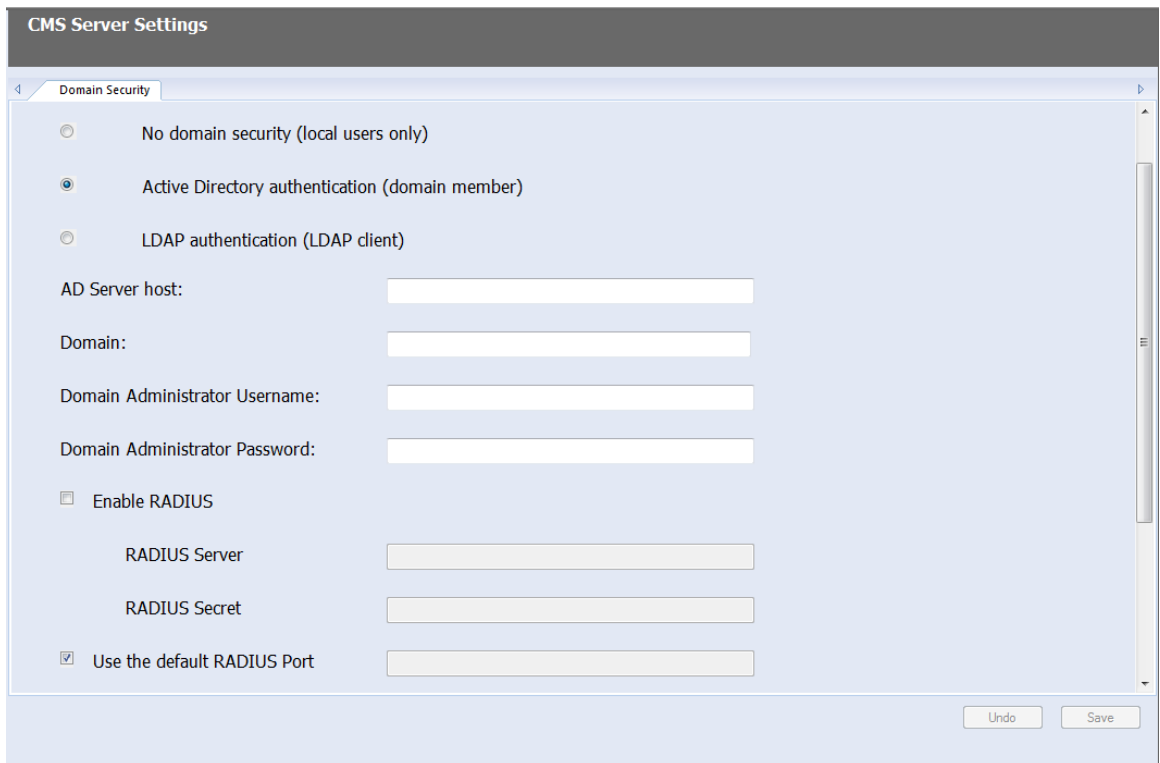 CMS Server Settings
Domain Security
No domain security (local users only)
Active Directory authentication (domain member)
LDAP authentication (LDAP client)
AD Server host:
Domain:
Domain Administrator Username:
Domain Administrator Password:
Enable RADIUS
RADIUS Server
RADIUS Secret
Use the default RADIUS Port
Undo Save